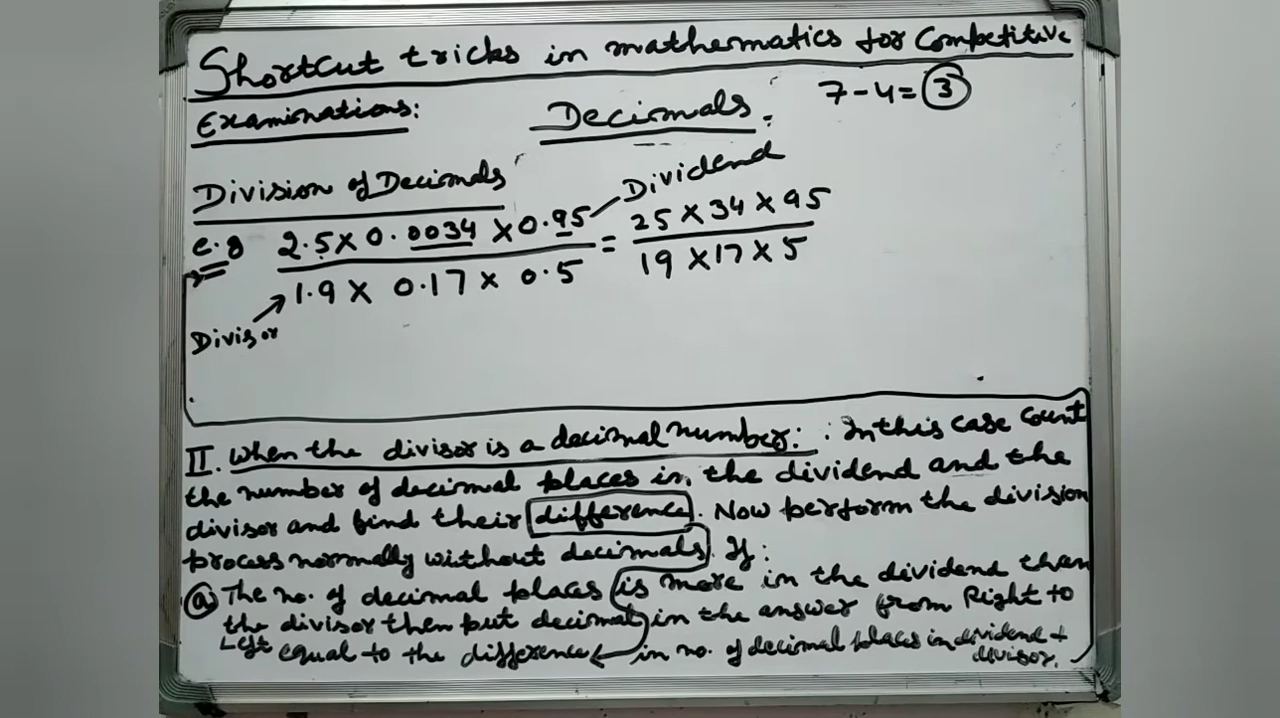 Shortcut tricks in mathematics for Competitive
Examinations:
Decimals.
7-4=3
Division of Decimals
Dividend
e.g 2.5×0.0034×0.95 = 25×34×95
1.9× 0.17× 0.5 19×17×5
Divisor
II. When the divisor is a decimal number: : In this case count
the number of decimal places in the dividend and the
divisor and find their difference. Now perform the division
process normally without decimals. If:
(a) The no. of decimal places is more in the dividend than
the divisor then put decimal in the answer from Right to
Left equal to the difference in no. of decimal places in dividend +
divisor.